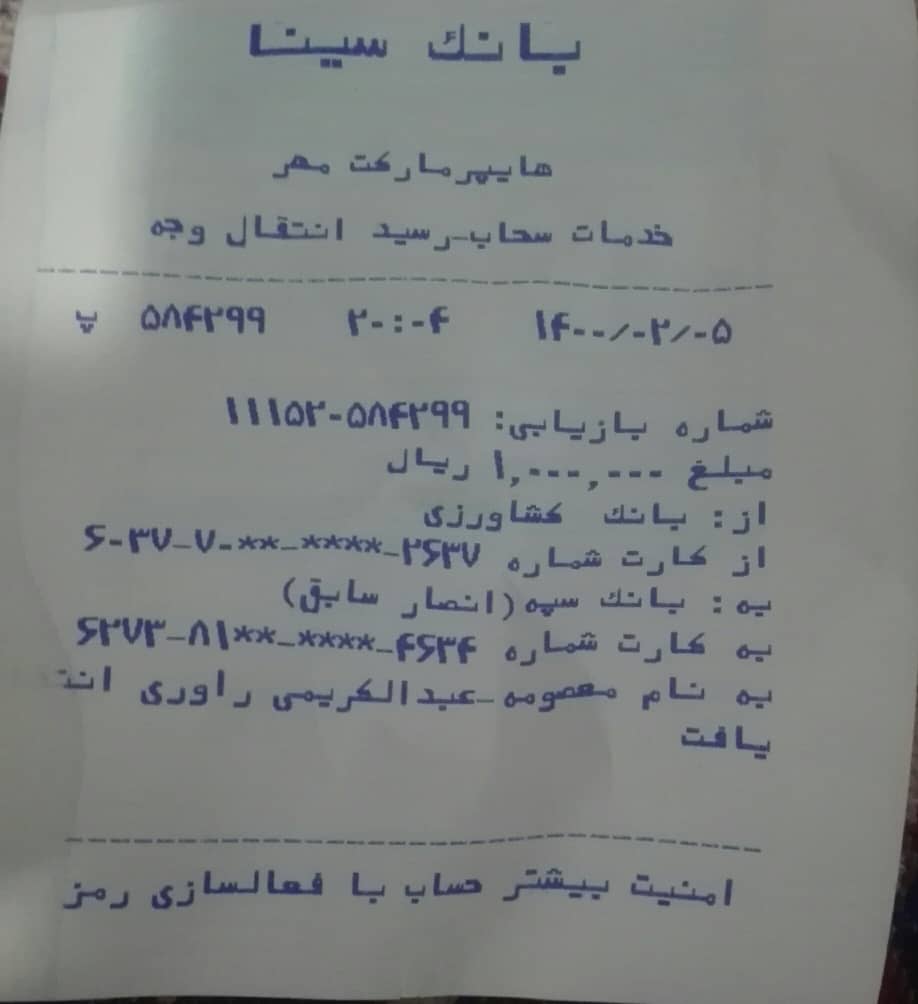 بانك سينا
هايپرماركت مهر
خدمات سحاب-رسيد انتقال وجه
۱۴۰۰/۰۲/۰۵ ۲۰:۰۴ ۵۸۴۲۹۹ پ
شماره بازيابي: ۱۱۱۵۲-۵۸۴۲۹۹
مبلغ ۱,۰۰۰,۰۰۰ ريال
از: بانك كشاورزی
از كارت شماره ۶۰۳۷-۷۰**-****-۲۶۳۷
به: بانك سپه (انصار سابق)
به كارت شماره ۶۲۷۳-۸۱**-****-۴۶۳۴
به نام معصومه-عبدالكريمی راوری انت
يافت
امنيت بيشتر حساب با فعالسازی رمز